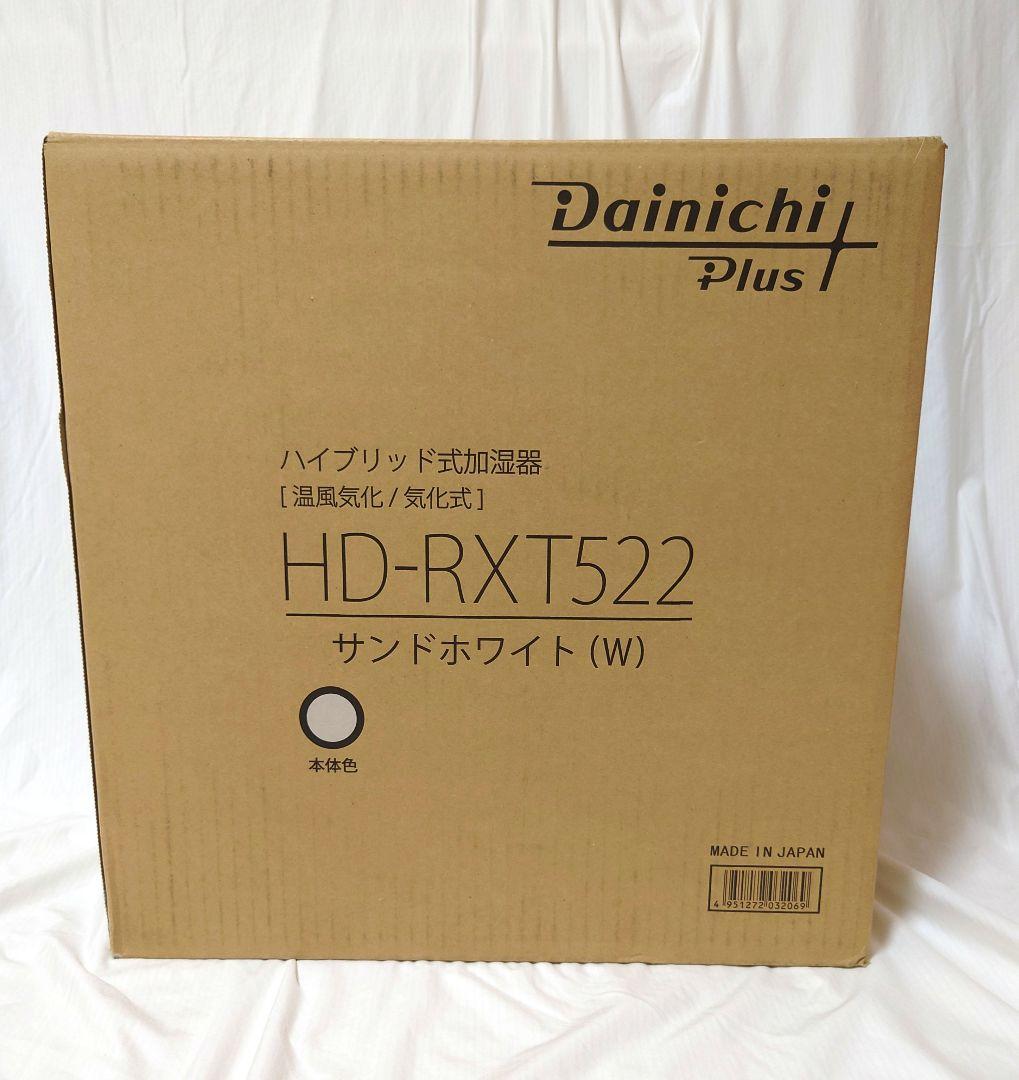 Dainichi
Plus
ハイブリッド式加湿器
[温風気化/気化式]
HD-RXT522
サンドホワイト(W)
本体色
MADE IN JAPAN
4 951272 032069